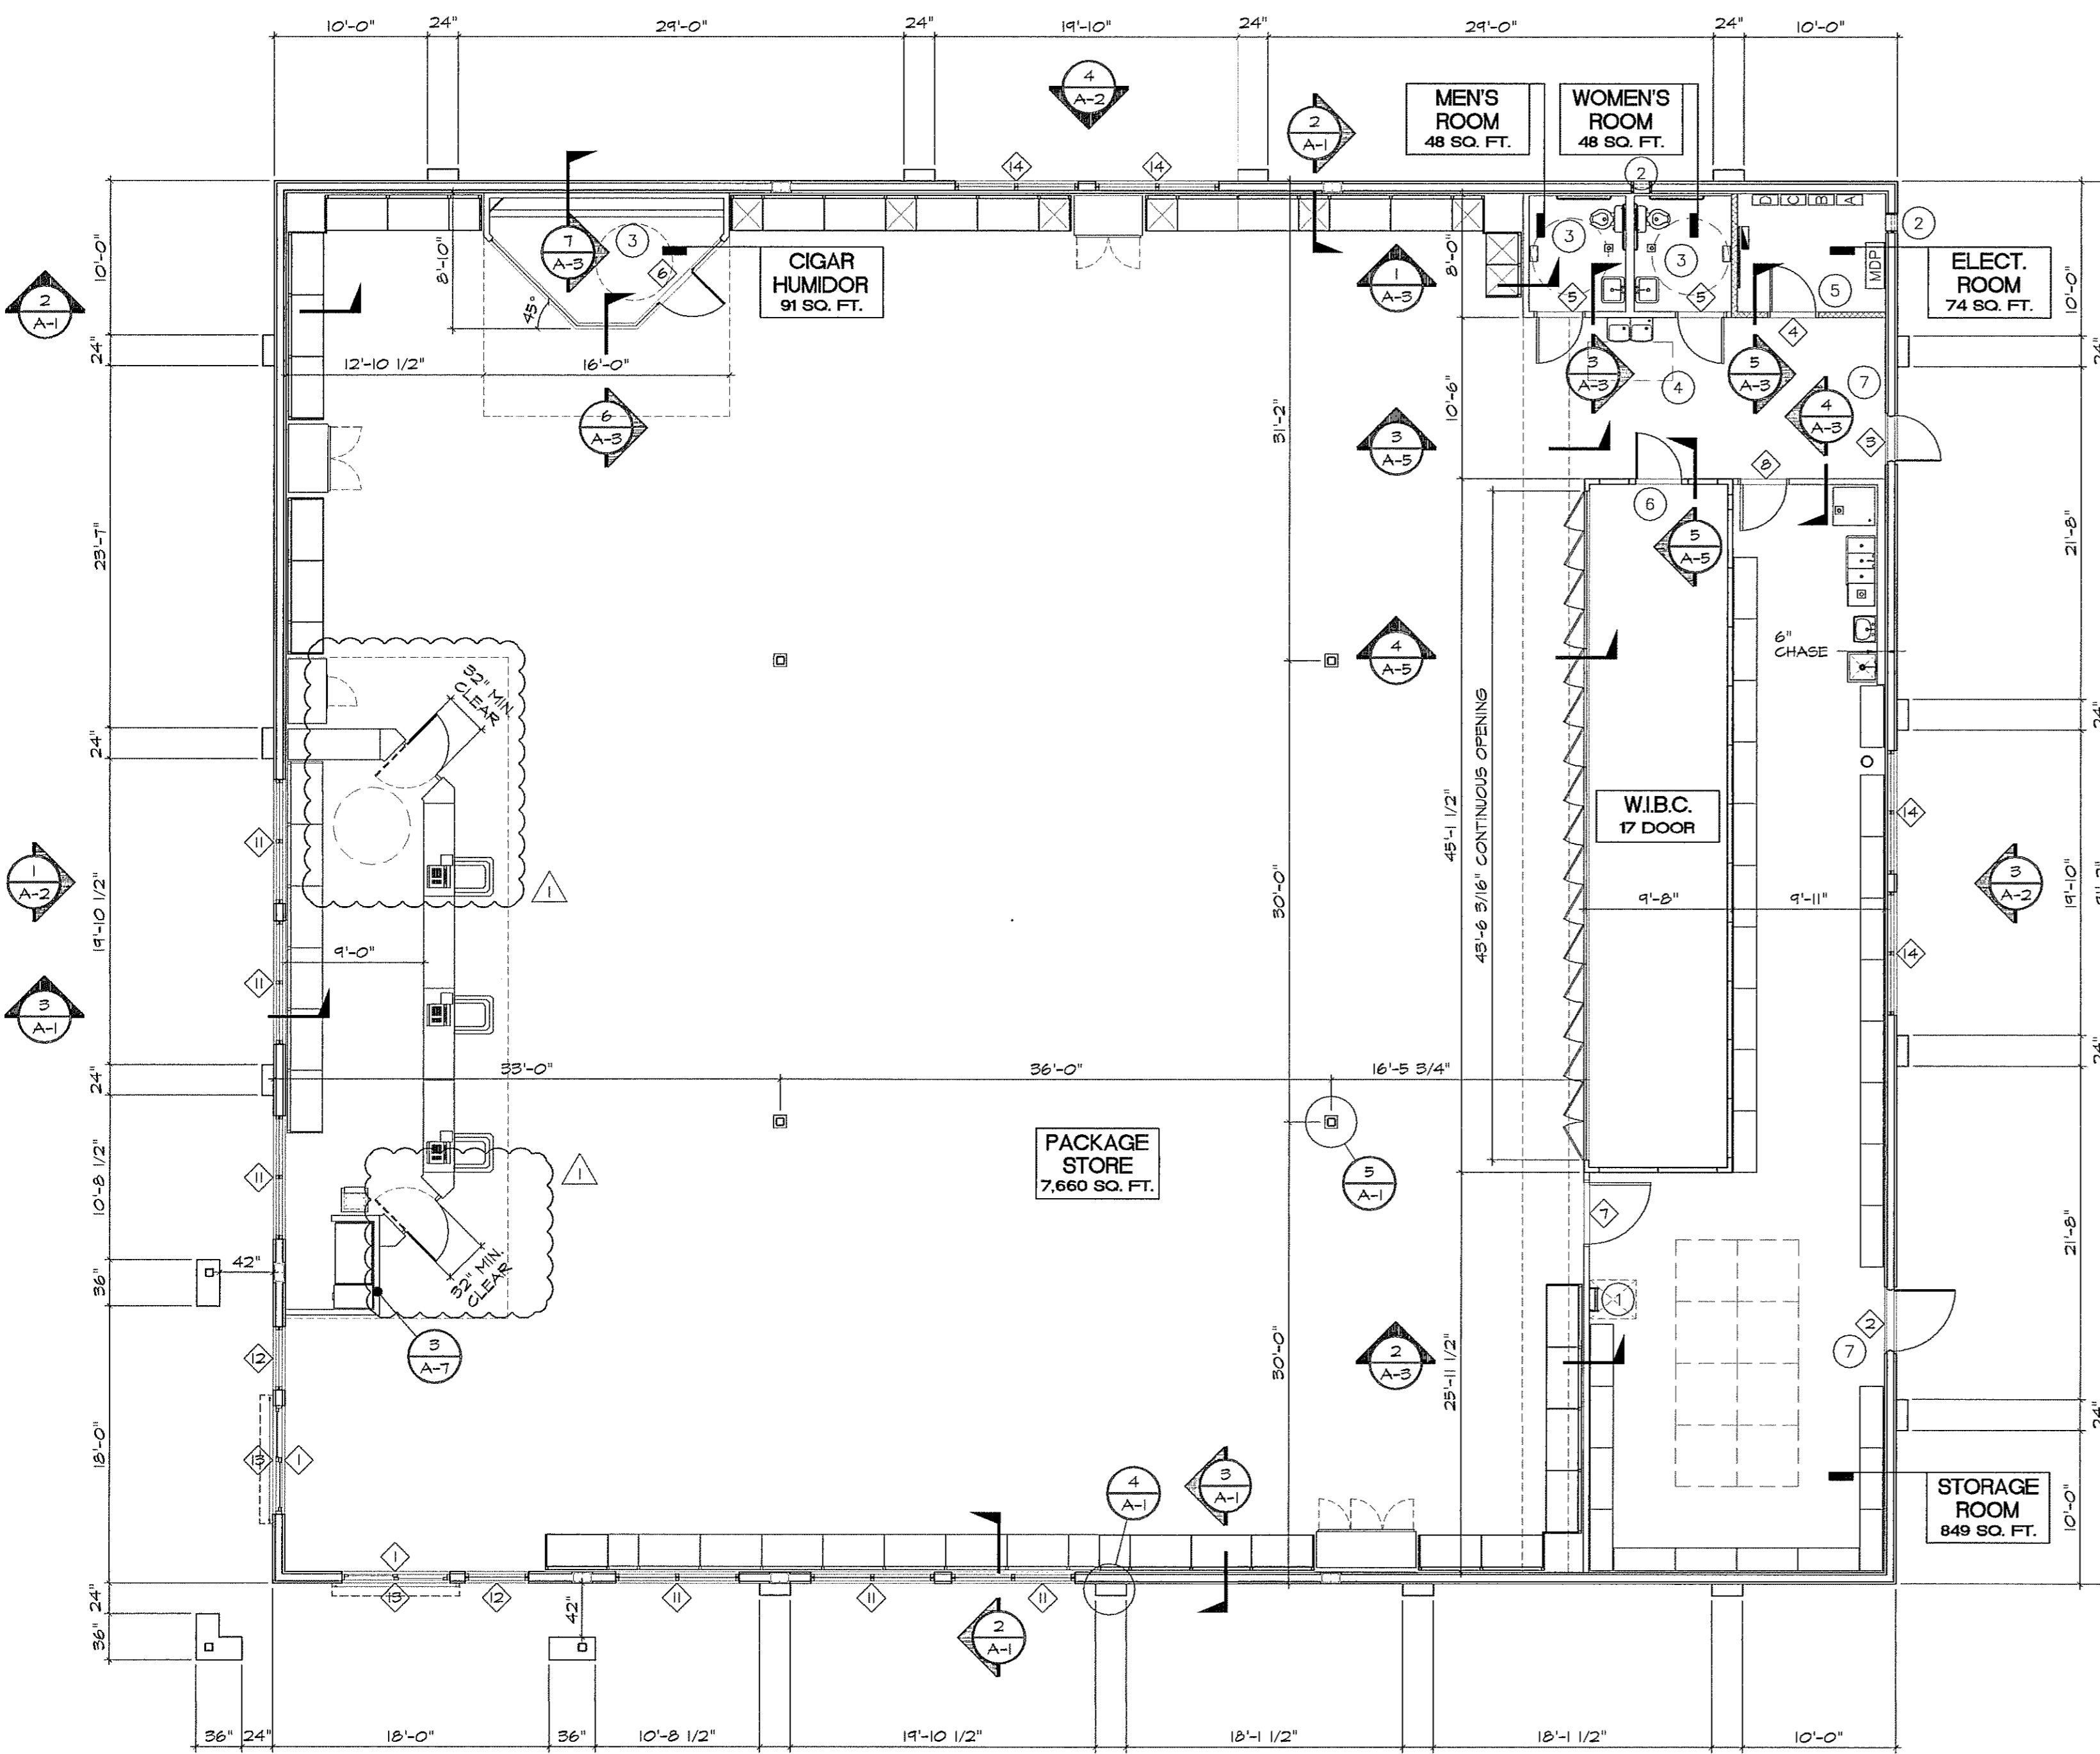 10'-0"
24"
29'-0"
24"
19'-10"
24"
29'-0"
24"
10'-0"
4
A-2
2
A-1
MEN'S
ROOM
48 SQ. FT.
WOMEN'S
ROOM
48 SQ. FT.
14
14
2
D C B A
2
10'-0"
2
A-1
8'-10"
7
A-3
3
6
45°
CIGAR
HUMIDOR
91 SQ. FT.
1
A-3
8'-0"
3
3
5
5
MDP
5
ELECT.
ROOM
74 SQ. FT.
10'-0"
24"
12'-10 1/2"
16'-0"
6
A-3
31'-2"
3
A-5
10'-6"
3
A-3
4
5
A-3
4
4
A-3
7
3
8
24"
23'-7"
6
5
A-5
21'-8"
32" MIN.
CLEAR
4
A-5
6"
CHASE
24"
24"
43'-6 3/16" CONTINUOUS OPENING
45'-1 1/2"
W.I.B.C.
17 DOOR
14
11
1
A-2
1
30'-0"
9'-8"
9'-11"
3
A-2
19'-10"
19'-10 1/2"
9'-0"
11
14
3
A-1
24"
33'-0"
36'-0"
16'-5 3/4"
24"
PACKAGE
STORE
7,660 SQ. FT.
5
A-1
10'-8 1/2"
11
1
7
21'-8"
36"
42"
32" MIN.
CLEAR
1
2
7
3
A-7
12
30'-0"
2
A-3
25'-11 1/2"
24"
18'-0"
13
1
4
A-1
3
A-1
STORAGE
ROOM
849 SQ. FT.
10'-0"
1
13
12
11
11
11
24"
36"
42"
2
A-1
36"
24"
18'-0"
36"
10'-8 1/2"
19'-10 1/2"
18'-1 1/2"
18'-1 1/2"
10'-0"